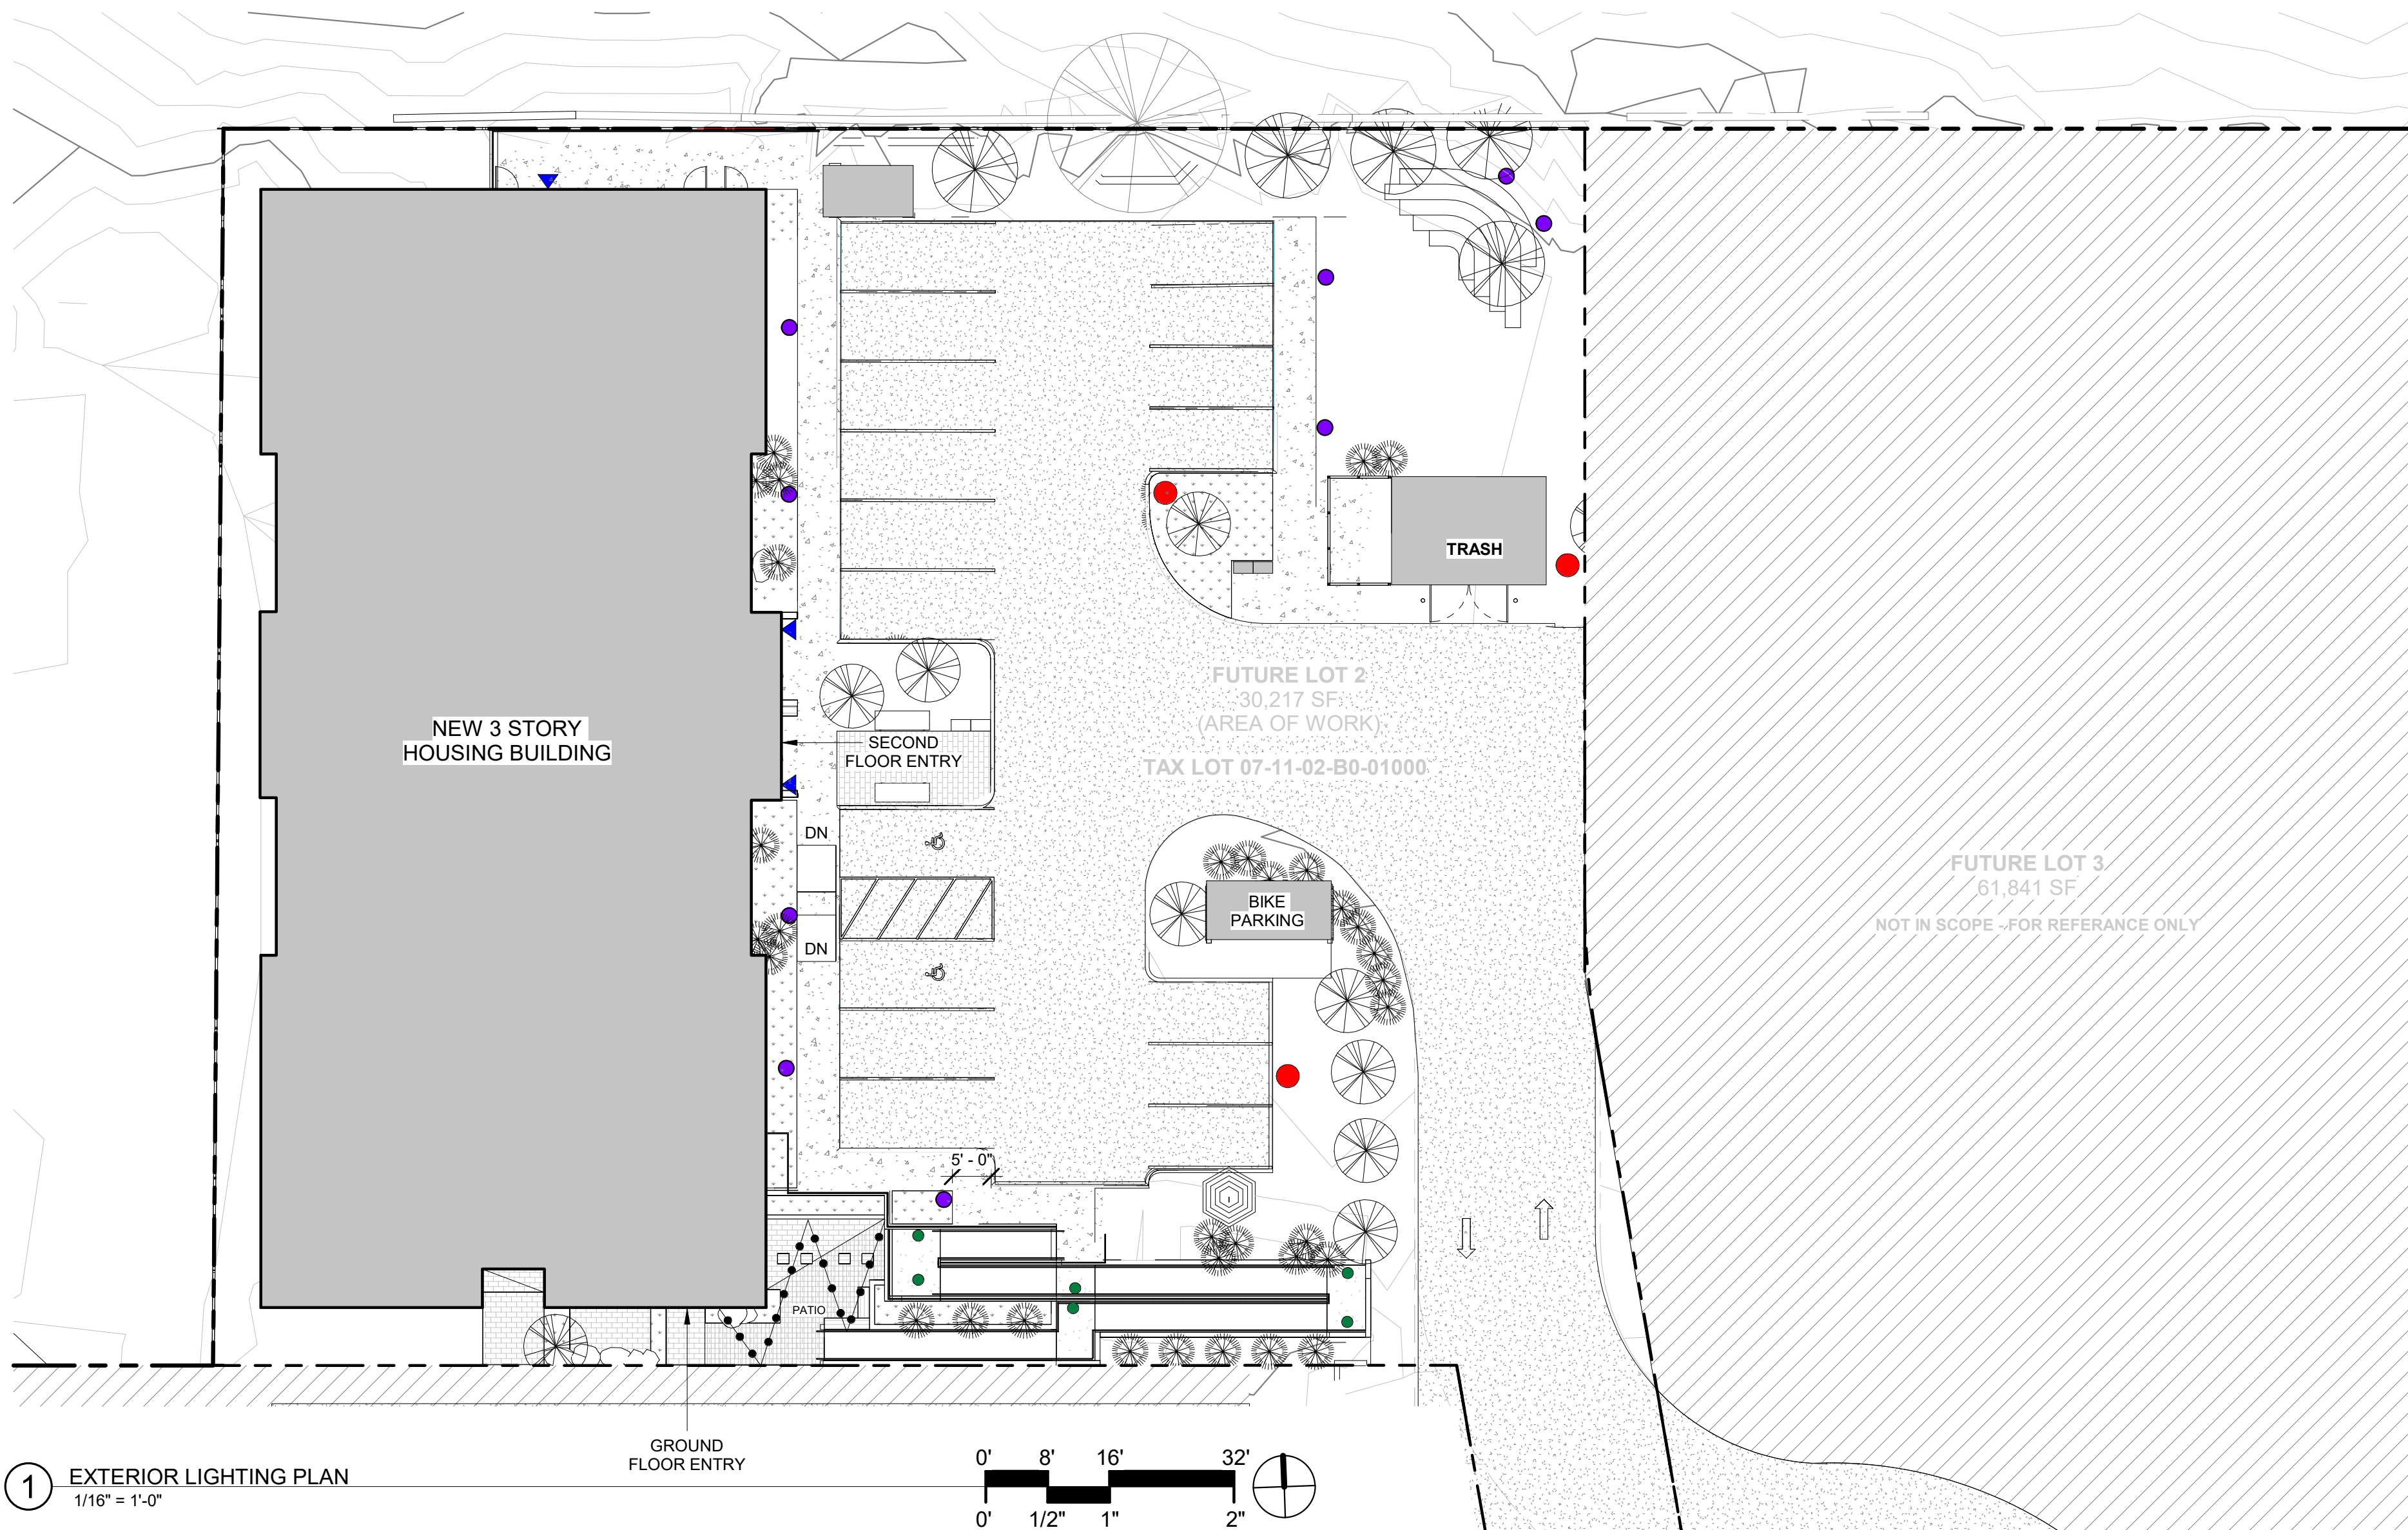 TRASH
FUTURE LOT 2
30,217 SF
(AREA OF WORK)
TAX LOT 07-11-02-B0-01000
NEW 3 STORY
HOUSING BUILDING
SECOND
FLOOR ENTRY
DN
DN
BIKE
PARKING
FUTURE LOT 3
61,841 SF
NOT IN SCOPE - FOR REFERANCE ONLY
5' - 0"
PATIO
GROUND
FLOOR ENTRY
1
EXTERIOR LIGHTING PLAN
1/16" = 1'-0"
0' 8' 16' 32'
0' 1/2" 1" 2"